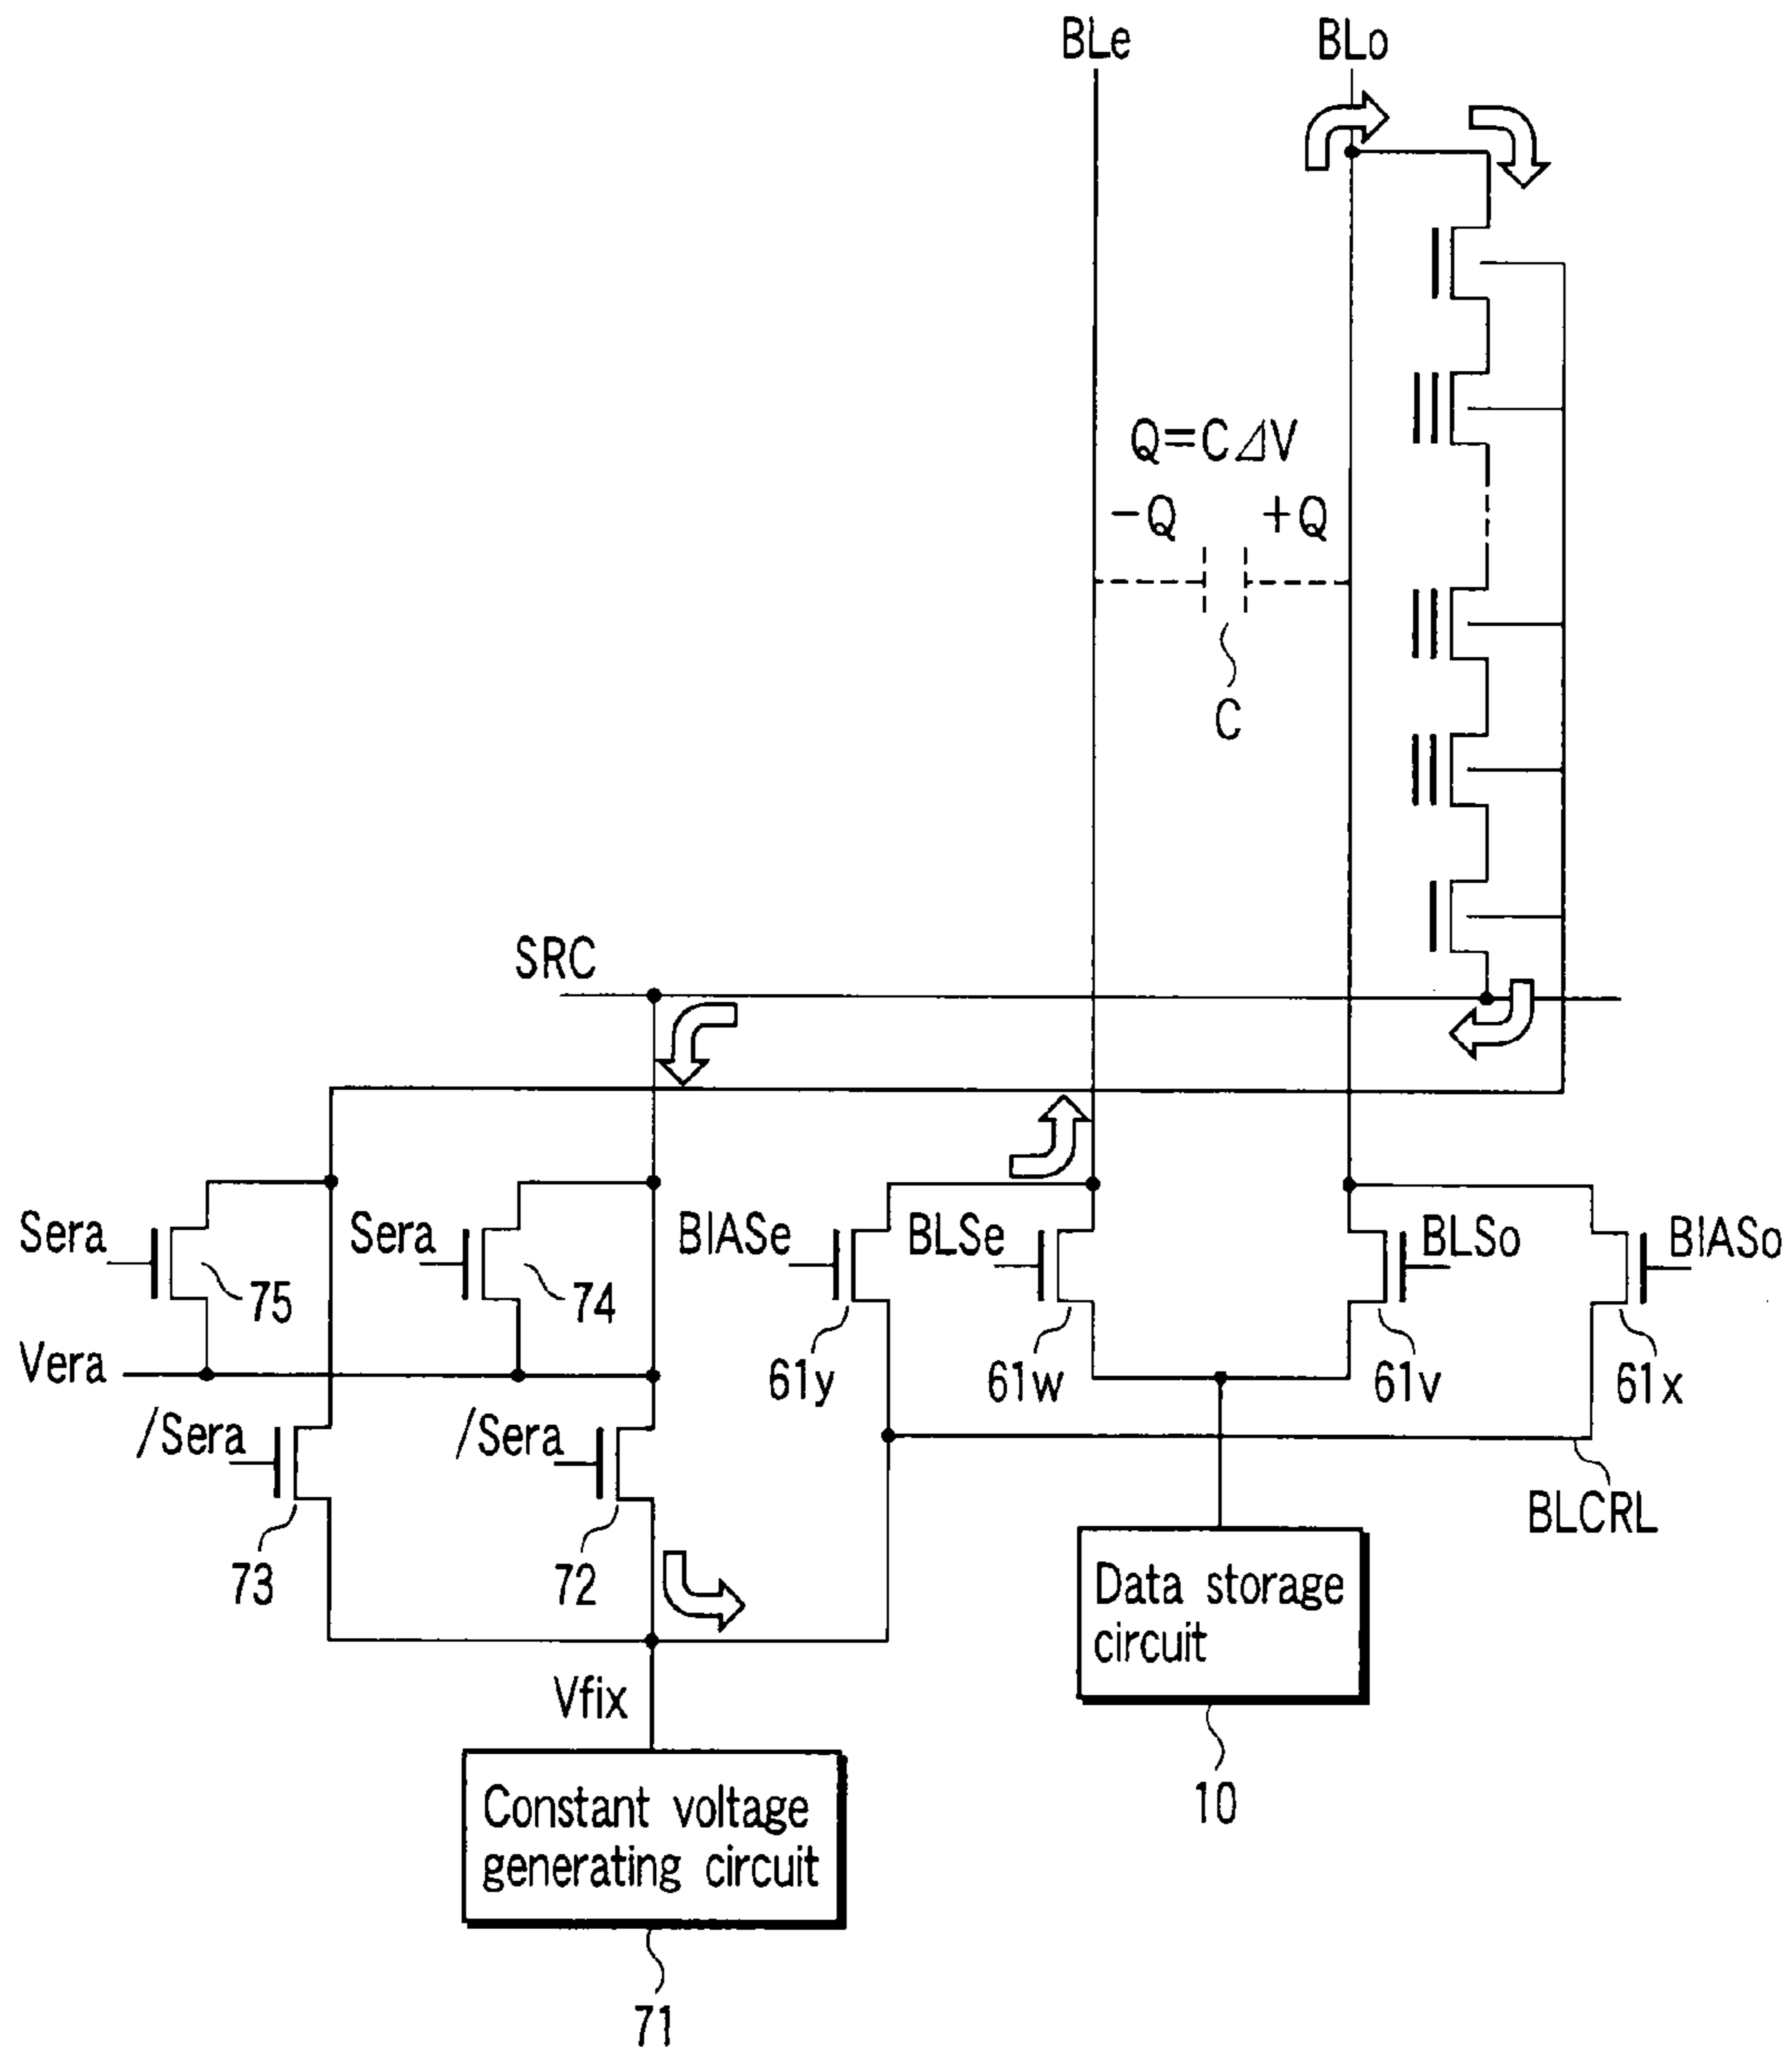 BLe
BLo
Q=C⊿V
-Q
+Q
C
SRC
Sera
Sera
BIASe
BLSe
BLSo
BIASo
75
74
Vera
61y
61w
61v
61x
/Sera
/Sera
BLCRL
73
72
Data storage
circuit
Vfix
10
Constant voltage
generating circuit
71